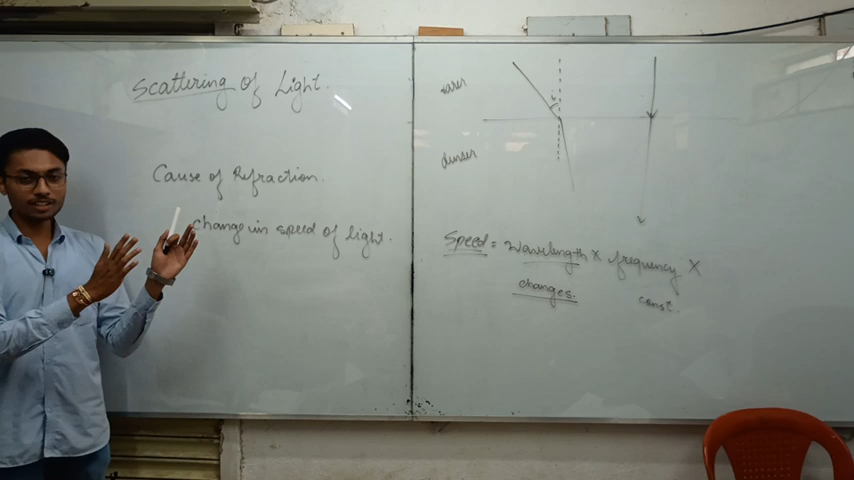 Scattering of Light.
Cause of Refraction.
change in speed of light.
rarer
i
denser
Speed = Wavelength × frequency ×
changes.
const.